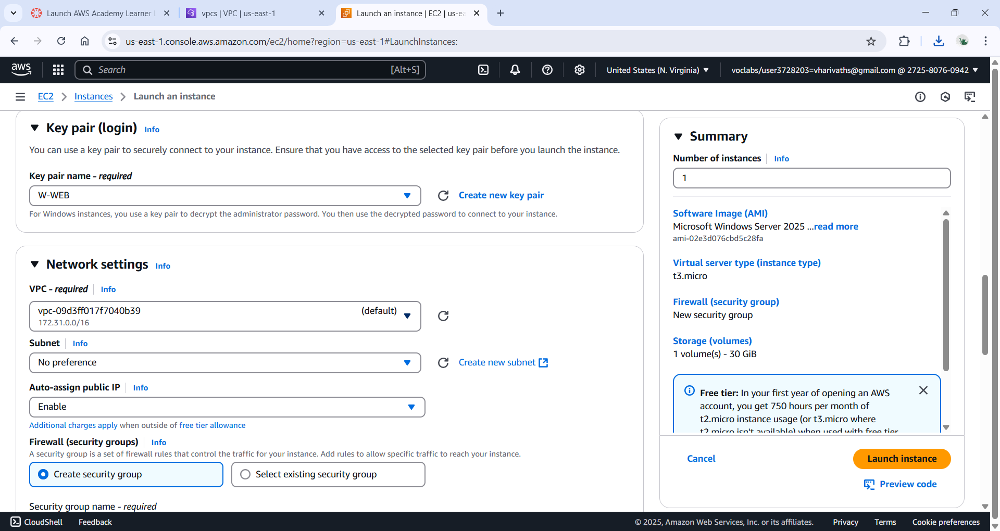 Launch AWS Academy Learner L
vpcs | VPC | us-east-1
Launch an instance | EC2 | us-ea
us-east-1.console.aws.amazon.com/ec2/home?region=us-east-1#LaunchInstances:
aws
Search
[Alt+S]
United States (N. Virginia)
voclabs/user3728203=vharivaths@gmail.com @ 2725-8076-0942
EC2
Instances
Launch an instance
Key pair (login)
Info
You can use a key pair to securely connect to your instance. Ensure that you have access to the selected key pair before you launch the instance.
Key pair name - required
W-WEB
Create new key pair
For Windows instances, you use a key pair to decrypt the administrator password. You then use the decrypted password to connect to your instance.
Network settings
Info
VPC - required
Info
vpc-09d3ff017f7040b39
(default)
172.31.0.0/16
Subnet
Info
No preference
Create new subnet
Auto-assign public IP
Info
Enable
Additional charges apply when outside of free tier allowance
Firewall (security groups)
Info
A security group is a set of firewall rules that control the traffic for your instance. Add rules to allow specific traffic to reach your instance.
Create security group
Select existing security group
Security group name - required
Summary
Number of instances
Info
1
Software Image (AMI)
Microsoft Windows Server 2025 ...read more
ami-02e3d076cbd5c28fa
Virtual server type (instance type)
t3.micro
Firewall (security group)
New security group
Storage (volumes)
1 volume(s) - 30 GiB
Free tier: In your first year of opening an AWS
account, you get 750 hours per month of
t2.micro instance usage (or t3.micro where
t2.micro isn't available) when used with free tier
Cancel
Launch instance
Preview code
CloudShell
Feedback
© 2025, Amazon Web Services, Inc. or its affiliates.
Privacy
Terms
Cookie preferences